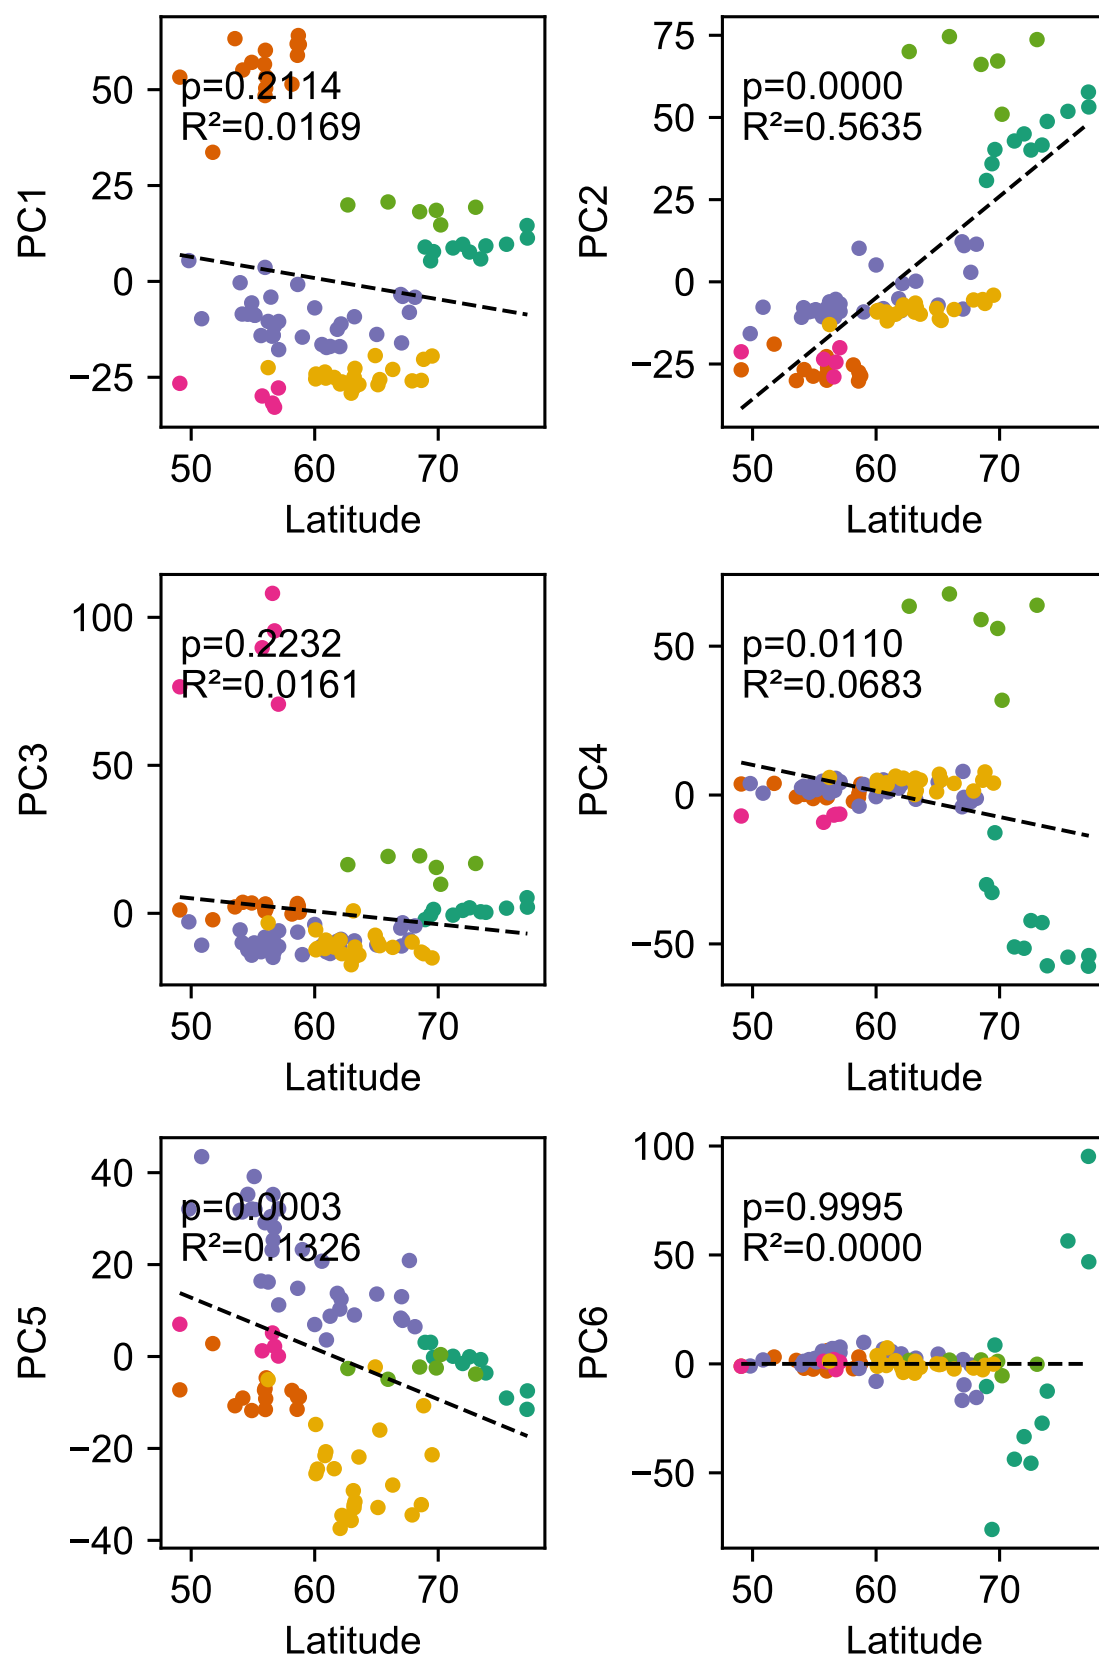 50
25
0
−25
PC1
p=0.2114
R²=0.0169
50
60
70
Latitude
75
50
25
0
−25
PC2
p=0.0000
R²=0.5635
50
60
70
Latitude
100
50
0
PC3
p=0.2232
R²=0.0161
50
60
70
Latitude
50
0
−50
PC4
p=0.0110
R²=0.0683
50
60
70
Latitude
40
20
0
−20
−40
PC5
p=0.0003
R²=0.1326
50
60
70
Latitude
100
50
0
−50
PC6
p=0.9995
R²=0.0000
50
60
70
Latitude